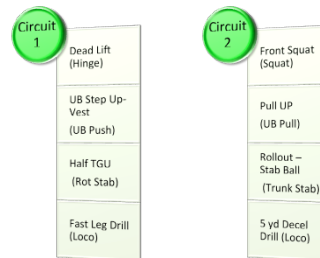 Circuit
1
Dead Lift
(Hinge)
UB Step Up-
Vest
(UB Push)
Half TGU
(Rot Stab)
Fast Leg Drill
(Loco)
Circuit
2
Front Squat
(Squat)
Pull UP
(UB Pull)
Rollout –
Stab Ball
(Trunk Stab)
5 yd Decel
Drill (Loco)